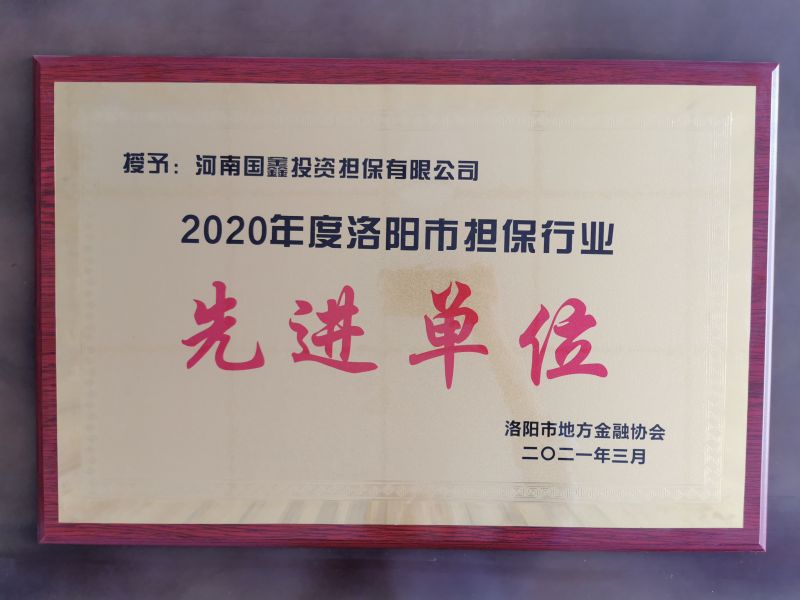 授予：河南国鑫投资担保有限公司
2020年度洛阳市担保行业
先进单位
洛阳市地方金融协会
二〇二一年三月